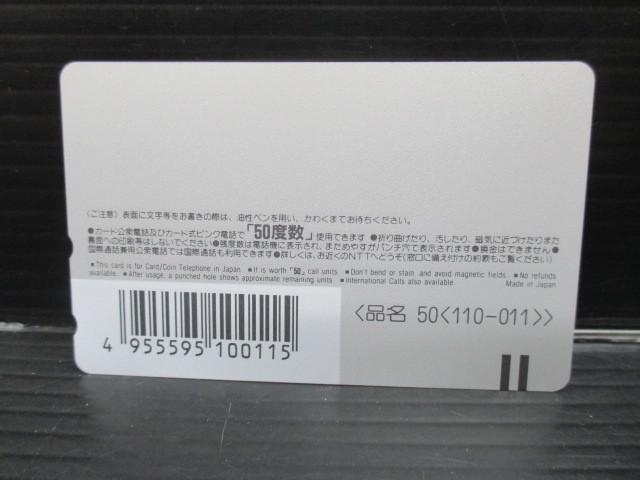 〈ご注意〉表面に文字等をお書きの際は、油性ペンを用い、かわくまでお待ちください。
●カード公衆電話及びカード式ピンク電話で「50度数」使用できます ●折り曲げたり、汚したり、磁気に近づけたりまた
裏面への印刷等はしないでください ●残度数は電話機に表示され、まためやすがパンチ穴で表示されます ●換金はできません ●
国際通話兼用公衆電話では国際通話も利用できます ●詳しくは、お近くのNTTへどうぞ(窓口に備え付けの約款もご覧ください)
■ This card is for Card/Coin Telephone in Japan ■ It is worth「50」call units ■ Don't bend or stain, and avoid magnetic fields ■ No refunds
available. ■ After usage, a punched hole shows approximate remaining units ■ International Calls also available. Made in Japan
〈品名 50〈110-011〉〉
4 955595 100115